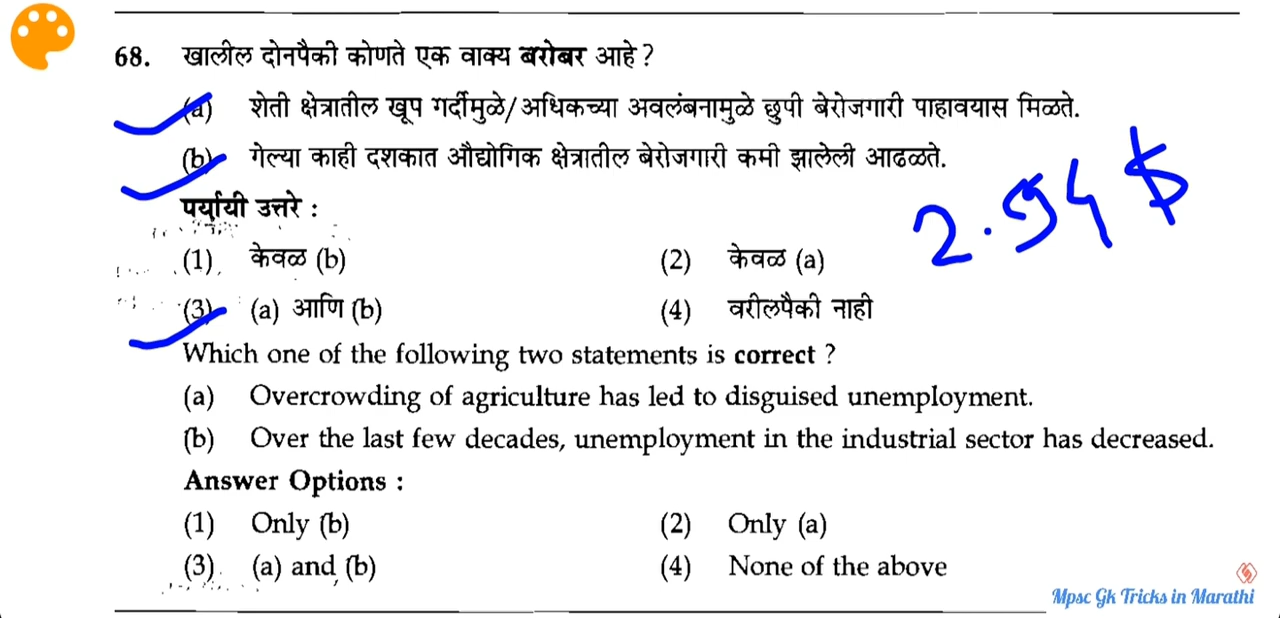 68. खालील दोनपैकी कोणते एक वाक्य बरोबर आहे ?
(a) शेती क्षेत्रातील खूप गर्दीमुळे/अधिकच्या अवलंबनामुळे छुपी बेरोजगारी पाहावयास मिळते.
(b) गेल्या काही दशकात औद्योगिक क्षेत्रातील बेरोजगारी कमी झालेली आढळते.
2.54 $
पर्यायी उत्तरे :
(1) केवळ (b) (2) केवळ (a)
(3) (a) आणि (b) (4) वरीलपैकी नाही
Which one of the following two statements is correct ?
(a) Overcrowding of agriculture has led to disguised unemployment.
(b) Over the last few decades, unemployment in the industrial sector has decreased.
Answer Options :
(1) Only (b) (2) Only (a)
(3) (a) and (b) (4) None of the above
Mpsc Gk Tricks in Marathi